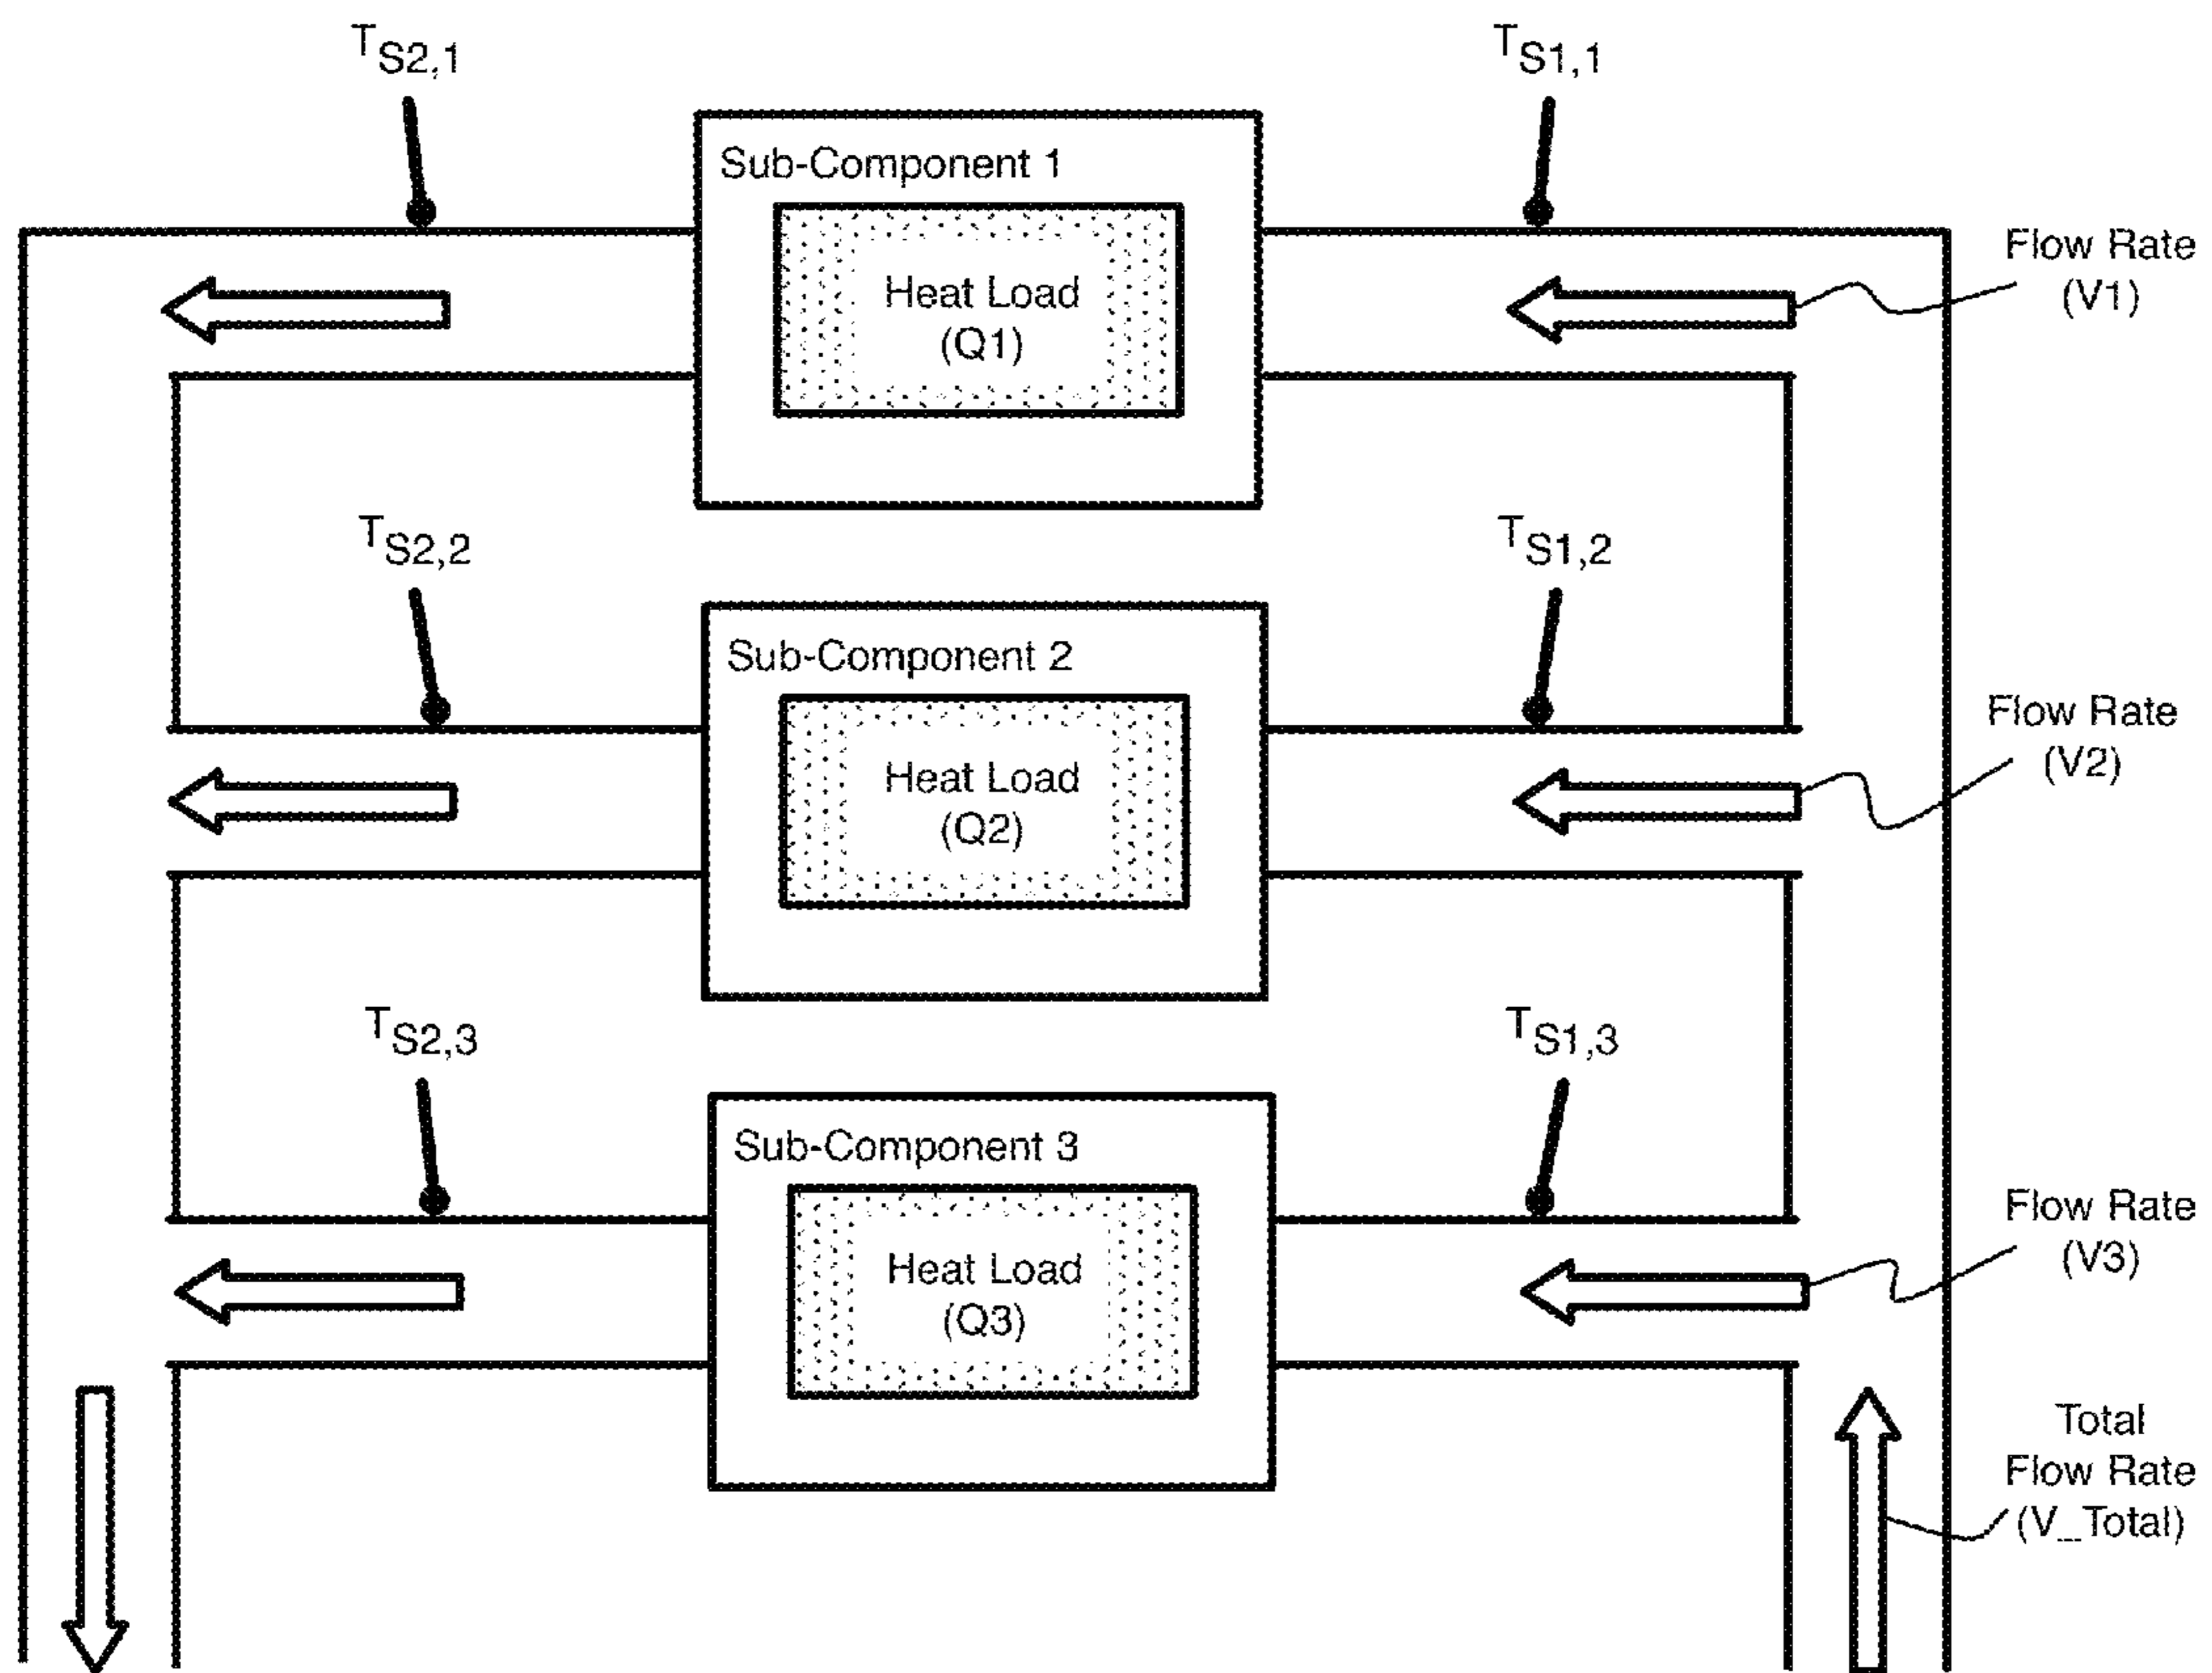 TS2,1
TS1,1
Sub-Component 1
Heat Load
(Q1)
Flow Rate
(V1)
TS2,2
TS1,2
Sub-Component 2
Heat Load
(Q2)
Flow Rate
(V2)
TS2,3
TS1,3
Sub-Component 3
Heat Load
(Q3)
Flow Rate
(V3)
Total
Flow Rate
(V_Total)